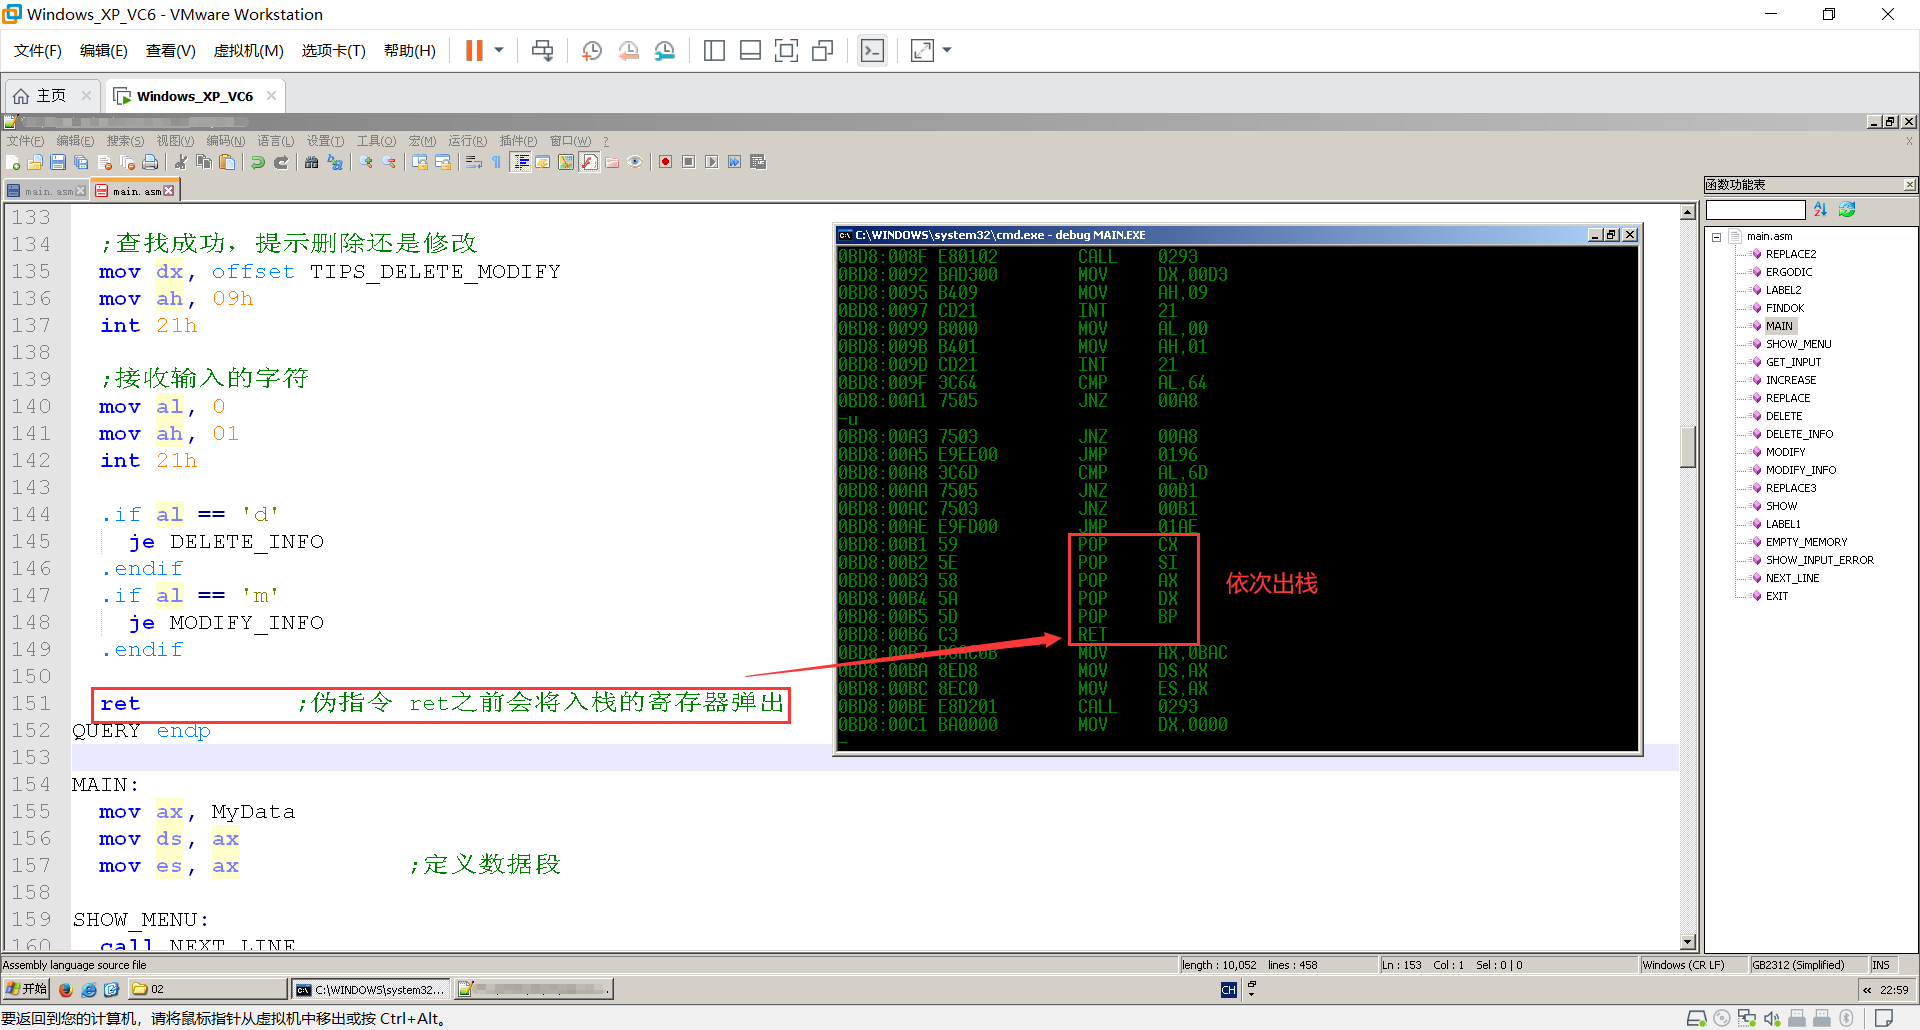 Windows_XP_VC6 - VMware Workstation
文件(F) 编辑(E) 查看(V) 虚拟机(M) 选项卡(T) 帮助(H)
主页 Windows_XP_VC6
文件(F) 编辑(E) 搜索(S) 视图(V) 编码(N) 语言(L) 设置(T) 工具(O) 宏(M) 运行(R) 插件(P) 窗口(W) ? X
main.asm main.asm
133
134 ;查找成功，提示删除还是修改
135 mov dx, offset TIPS_DELETE_MODIFY
136 mov ah, 09h
137 int 21h
138
139 ;接收输入的字符
140 mov al, 0
141 mov ah, 01
142 int 21h
143
144 .if al == 'd'
145 je DELETE_INFO
146 .endif
147 .if al == 'm'
148 je MODIFY_INFO
149 .endif
150
151 ret ;伪指令 ret之前会将入栈的寄存器弹出
152 QUERY endp
153
154 MAIN:
155 mov ax, MyData
156 mov ds, ax
157 mov es, ax ;定义数据段
158
159 SHOW_MENU:
160 call NEXT_LINE
C:\WINDOWS\system32\cmd.exe - debug MAIN.EXE
0BD8:008F E80102 CALL 0293
0BD8:0092 BAD300 MOV DX,00D3
0BD8:0095 B409 MOV AH,09
0BD8:0097 CD21 INT 21
0BD8:0099 B000 MOV AL,00
0BD8:009B B401 MOV AH,01
0BD8:009D CD21 INT 21
0BD8:009F 3C64 CMP AL,64
0BD8:00A1 7505 JNZ 00A8
-u
0BD8:00A3 7503 JNZ 00A8
0BD8:00A5 E9EE00 JMP 0196
0BD8:00A8 3C6D CMP AL,6D
0BD8:00AA 7505 JNZ 00B1
0BD8:00AC 7503 JNZ 00B1
0BD8:00AE E9FD00 JMP 01AE
0BD8:00B1 59 POP CX
0BD8:00B2 5E POP SI
0BD8:00B3 58 POP AX
0BD8:00B4 5A POP DX
0BD8:00B5 5D POP BP
0BD8:00B6 C3 RET
0BD8:00B7 B8AC0B MOV AX,0BAC
0BD8:00BA 8ED8 MOV DS,AX
0BD8:00BC 8EC0 MOV ES,AX
0BD8:00BE E8D201 CALL 0293
0BD8:00C1 BA0000 MOV DX,0000
-
依次出栈
函数功能表
main.asm
REPLACE2
ERGODIC
LABEL2
FINDOK
MAIN
SHOW_MENU
GET_INPUT
INCREASE
REPLACE
DELETE
DELETE_INFO
MODIFY
MODIFY_INFO
REPLACE3
SHOW
LABEL1
EMPTY_MEMORY
SHOW_INPUT_ERROR
NEXT_LINE
EXIT
Assembly language source file length : 10,052 lines : 458 Ln : 153 Col : 1 Sel : 0 | 0 Windows (CR LF) GB2312 (Simplified) INS
开始 02 C:\WINDOWS\system32... CH « 22:59
要返回到您的计算机，请将鼠标指针从虚拟机中移出或按 Ctrl+Alt。